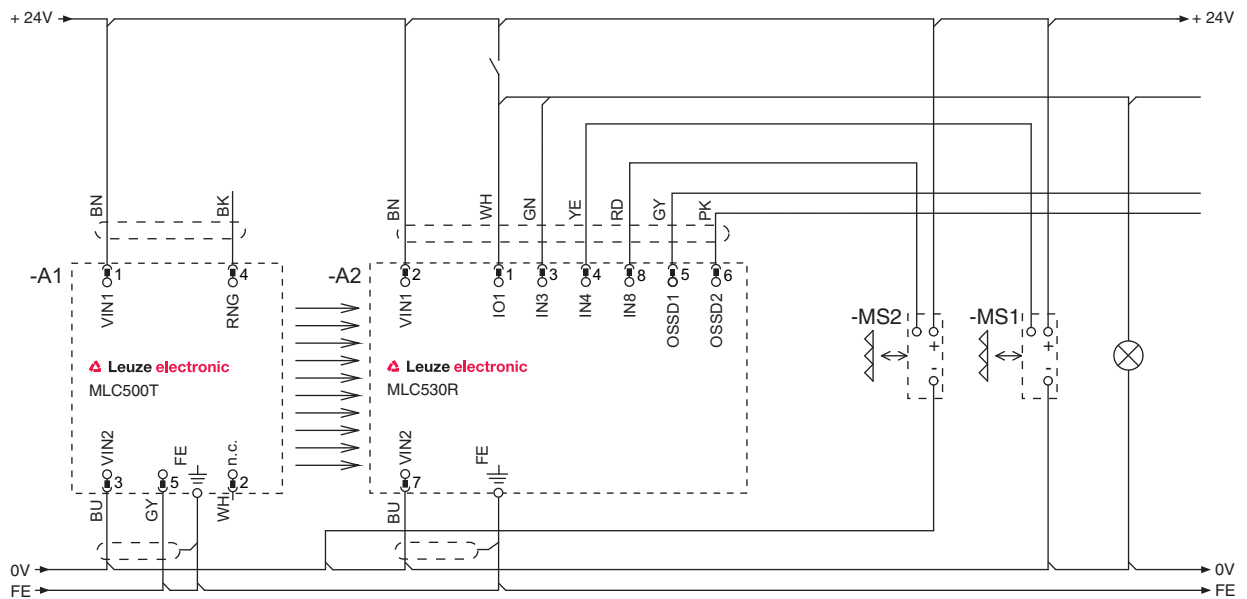 + 24V
+ 24V
BN
BK
BN
WH
GN
YE
RD
GY
PK
-A1
1
4
-A2
2
1
3
4
8
5
6
VIN1
RNG
VIN1
IO1
IN3
IN4
IN8
OSSD1
OSSD2
-MS2
-MS1
+
+
-
-
Leuze electronic
MLC500T
Leuze electronic
MLC530R
VIN2
FE
n.c.
VIN2
FE
3
5
2
7
BU
GY
WH
BU
0V
0V
FE
FE